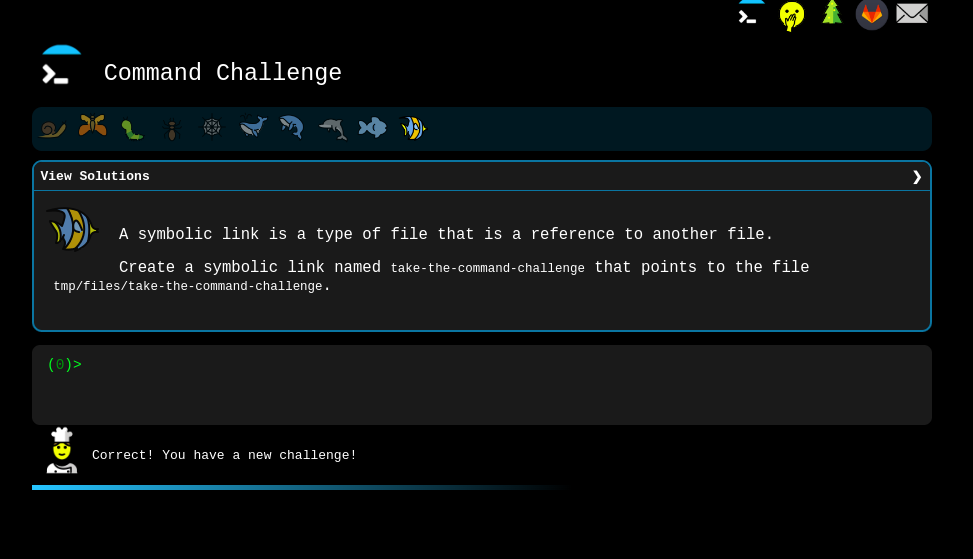 Command Challenge
View Solutions
A symbolic link is a type of file that is a reference to another file.
Create a symbolic link named take-the-command-challenge that points to the file
tmp/files/take-the-command-challenge.
(0)>
Correct! You have a new challenge!